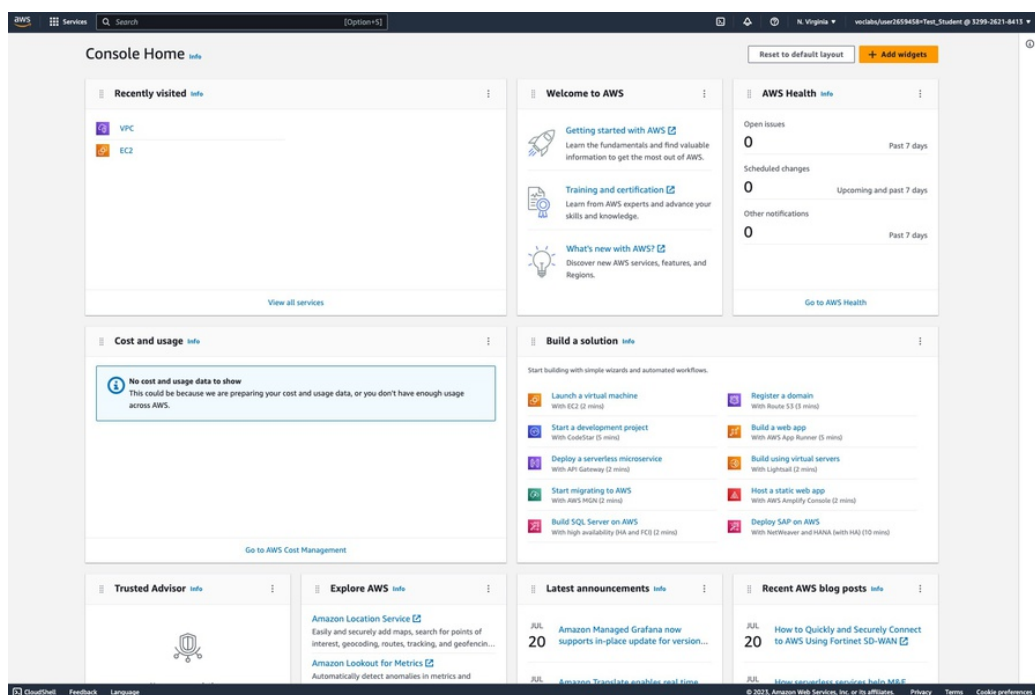 aws
Services
Search
[Option+S]
N. Virginia
voclabs/user2659458=Test_Student @ 3299-2621-8413
Console Home Info
Reset to default layout
+ Add widgets
Recently visited Info
VPC
EC2
View all services
Welcome to AWS
Getting started with AWS
Learn the fundamentals and find valuable
information to get the most out of AWS.
Training and certification
Learn from AWS experts and advance your
skills and knowledge.
What's new with AWS?
Discover new AWS services, features, and
Regions.
AWS Health Info
Open issues
0
Past 7 days
Scheduled changes
0
Upcoming and past 7 days
Other notifications
0
Past 7 days
Go to AWS Health
Cost and usage Info
No cost and usage data to show
This could be because we are preparing your cost and usage data, or you don't have enough usage
across AWS.
Go to AWS Cost Management
Build a solution Info
Start building with simple wizards and automated workflows.
Launch a virtual machine
With EC2 (2 mins)
Start a development project
With CodeStar (5 mins)
Deploy a serverless microservice
With API Gateway (2 mins)
Start migrating to AWS
With AWS MGN (2 mins)
Build SQL Server on AWS
With high availability (HA and FCI) (2 mins)
Register a domain
With Route 53 (3 mins)
Build a web app
With AWS App Runner (5 mins)
Build using virtual servers
With Lightsail (2 mins)
Host a static web app
With AWS Amplify Console (2 mins)
Deploy SAP on AWS
With NetWeaver and HANA (with HA) (10 mins)
Trusted Advisor Info
Explore AWS Info
Amazon Location Service
Easily and securely add maps, search for points of
interest, geocoding, routes, tracking, and geofencin...
Amazon Lookout for Metrics
Automatically detect anomalies in metrics and
Latest announcements Info
JUL
20
Amazon Managed Grafana now
supports in-place update for version...
JUL
Amazon Translate enables real time
Recent AWS blog posts Info
JUL
20
How to Quickly and Securely Connect
to AWS Using Fortinet SD-WAN
JUL
How serverless services help M&E
CloudShell
Feedback
Language
© 2023, Amazon Web Services, Inc. or its affiliates.
Privacy
Terms
Cookie preferences